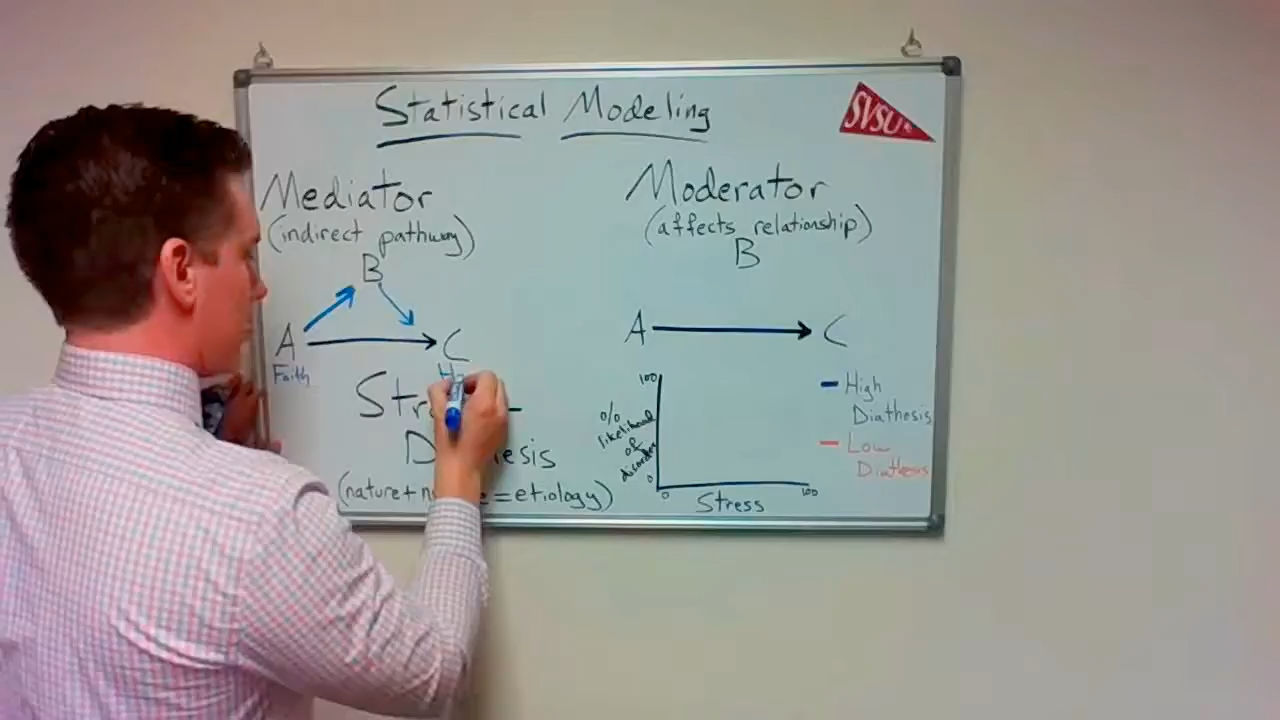 Statistical Modeling
SVSU
Mediator
(indirect pathway)
B
A
C
Faith
(nature+
=etiology)
Moderator
(affects relationship)
B
A
C
100
%
likelihood
of
disorder
0
0
Stress
100
High
Diathesis
Low
Diathesis